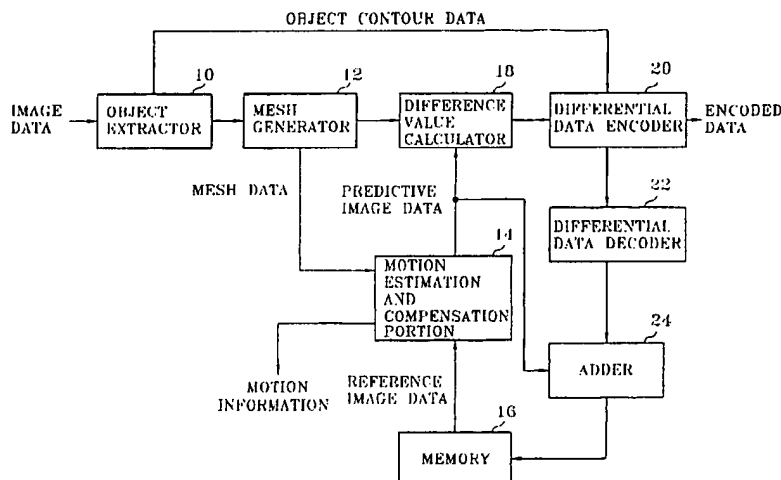 OBJECT CONTOUR DATA
10
12
18
20
IMAGE
DATA
OBJECT
EXTRACTOR
MESH
GENERATOR
DIFFERENCE
VALUE
CALCULATOR
DIFFERENTIAL
DATA ENCODER
ENCODED
DATA
MESH DATA
PREDICTIVE
IMAGE DATA
22
DIFFERENTIAL
DATA DECODER
14
MOTION
ESTIMATION
AND
COMPENSATION
PORTION
24
ADDER
MOTION
INFORMATION
REFERENCE
IMAGE DATA
16
MEMORY